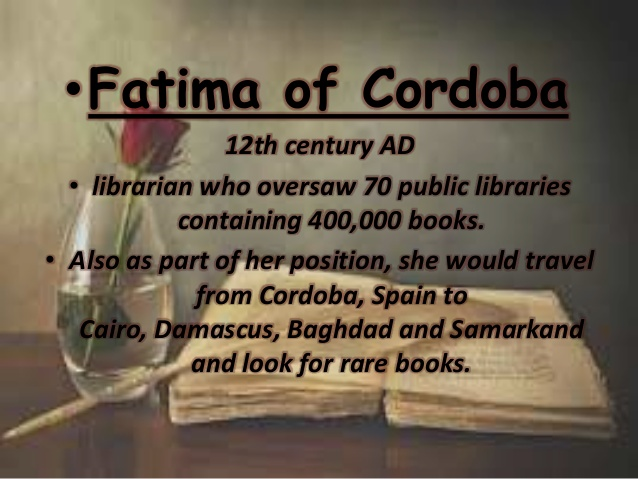 •Fatima of Cordoba
12th century AD
• librarian who oversaw 70 public libraries
containing 400,000 books.
• Also as part of her position, she would travel
from Cordoba, Spain to
Cairo, Damascus, Baghdad and Samarkand
and look for rare books.